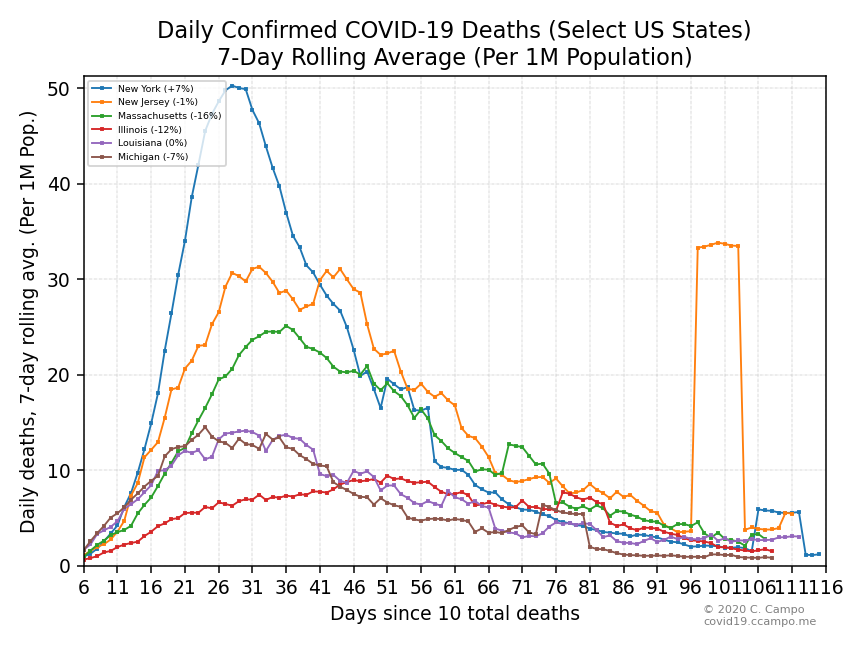 Daily Confirmed COVID-19 Deaths (Select US States)
7-Day Rolling Average (Per 1M Population)
Daily deaths, 7-day rolling avg. (Per 1M Pop.)
50
40
30
20
10
0
New York (+7%)
New Jersey (-1%)
Massachusetts (-16%)
Illinois (-12%)
Louisiana (0%)
Michigan (-7%)
6 11 16 21 26 31 36 41 46 51 56 61 66 71 76 81 86 91 96 101 106 111 116
Days since 10 total deaths
© 2020 C. Campo
covid19.ccampo.me